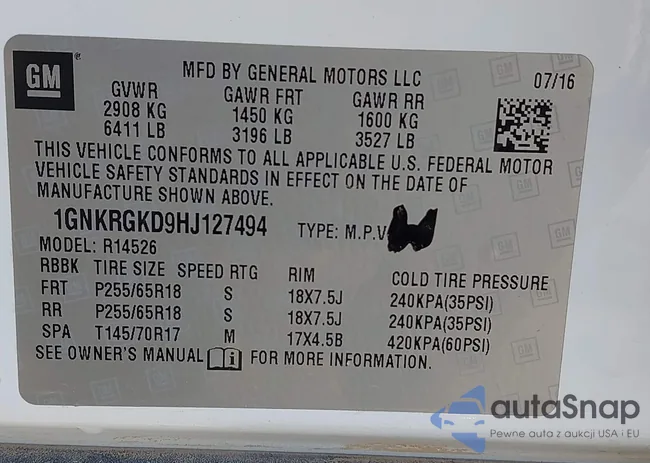 GM
MFD BY GENERAL MOTORS LLC
07/16
GVWR GAWR FRT GAWR RR
2908 KG 1450 KG 1600 KG
6411 LB 3196 LB 3527 LB
THIS VEHICLE CONFORMS TO ALL APPLICABLE U.S. FEDERAL MOTOR
VEHICLE SAFETY STANDARDS IN EFFECT ON THE DATE OF
MANUFACTURE SHOWN ABOVE.
1GNKRGKD9HJ127494 TYPE: M.P.V
MODEL: R14526
RBBK TIRE SIZE SPEED RTG RIM COLD TIRE PRESSURE
FRT P255/65R18 S 18X7.5J 240KPA(35PSI)
RR P255/65R18 S 18X7.5J 240KPA(35PSI)
SPA T145/70R17 M 17X4.5B 420KPA(60PSI)
SEE OWNER'S MANUAL FOR MORE INFORMATION.
autoSnap
Pewne auta z aukcji USA i EU